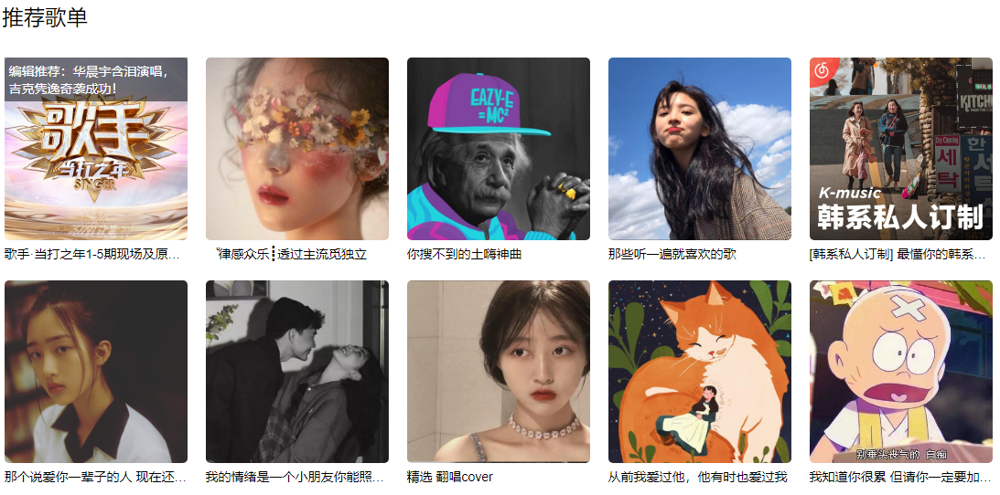 推荐歌单
编辑推荐：华晨宇含泪演唱，
吉克隽逸奇袭成功！
歌手
当打之年
SINGER
EAZY-E
=MC²
KITCH
Dry Cleaning
세탁
한
K-music
韩系私人订制
歌手·当打之年1-5期现场及原...
律感众乐┋透过主流觅独立
你搜不到的土嗨神曲
那些听一遍就喜欢的歌
[韩系私人订制] 最懂你的韩系...
别垂头丧气的 白痴
那个说爱你一辈子的人 现在还...
我的情绪是一个小朋友你能照...
精选 翻唱cover
从前我爱过他，他有时也爱过我
我知道你很累 但请你一定要加...